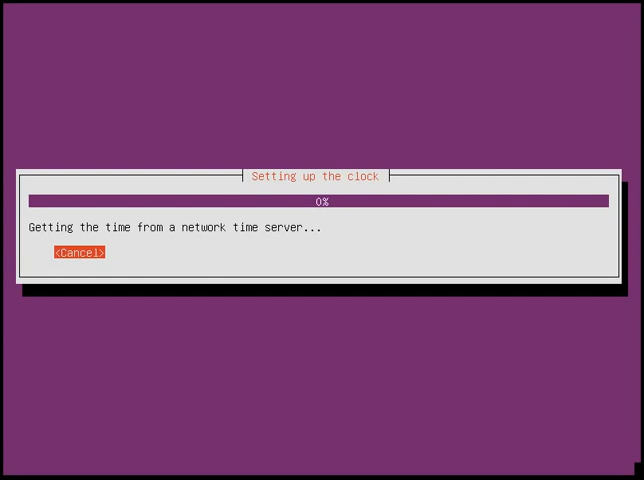 Setting up the clock
0%
Getting the time from a network time server...
<Cancel>